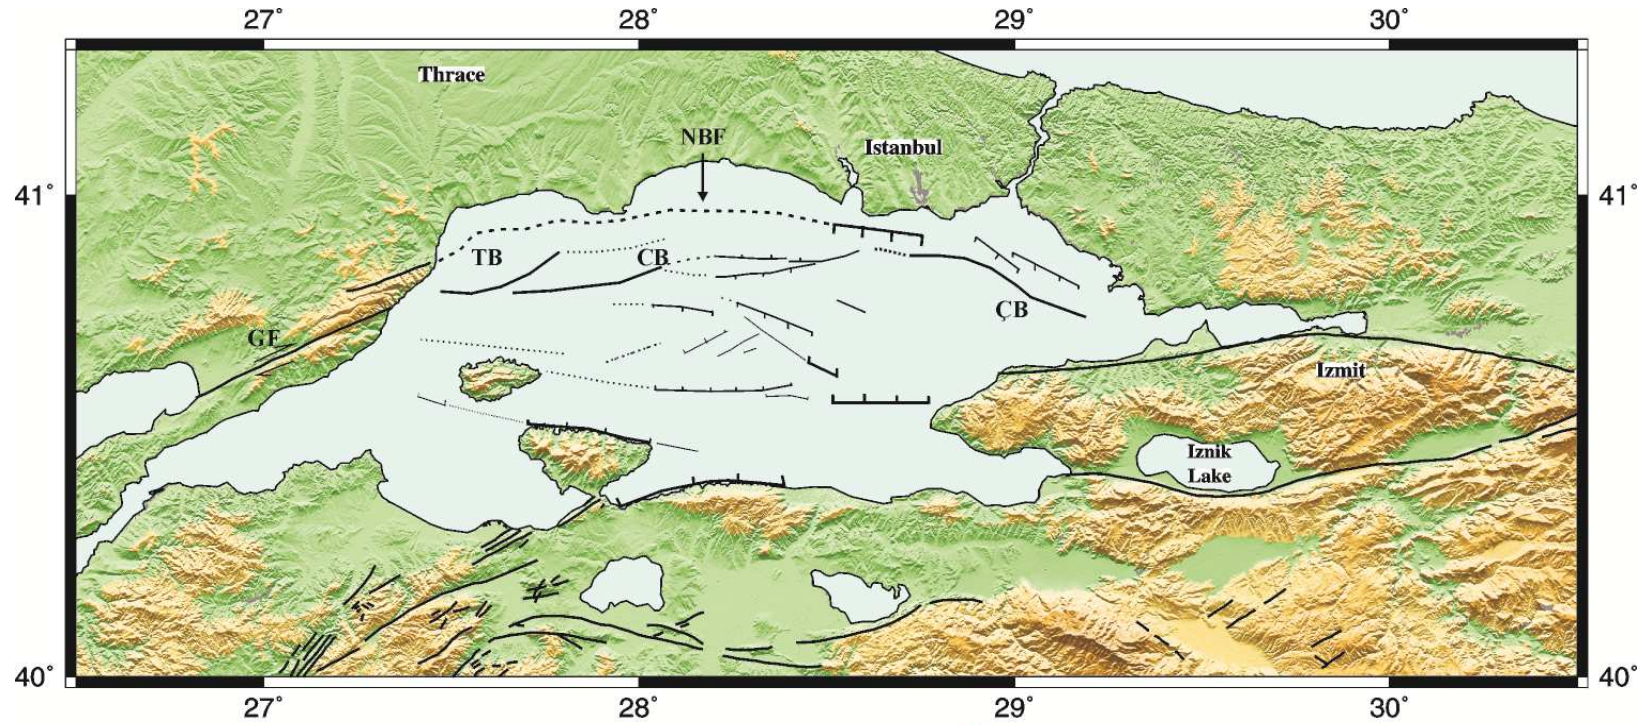 27° 28° 29° 30°
Thrace
NBF
Istanbul
41° 41°
TB CB
ÇB
GF
Izmit
Iznik
Lake
40° 40°
27° 28° 29° 30°